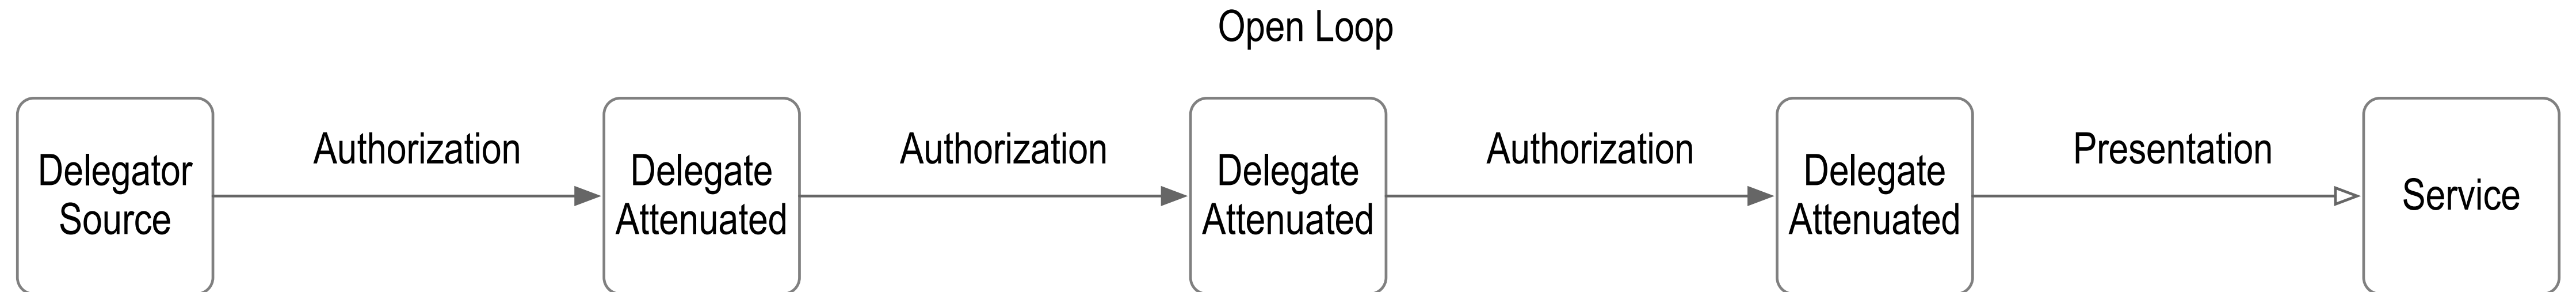 Open Loop
Delegator
Source
Authorization
Delegate
Attenuated
Authorization
Delegate
Attenuated
Authorization
Delegate
Attenuated
Presentation
Service